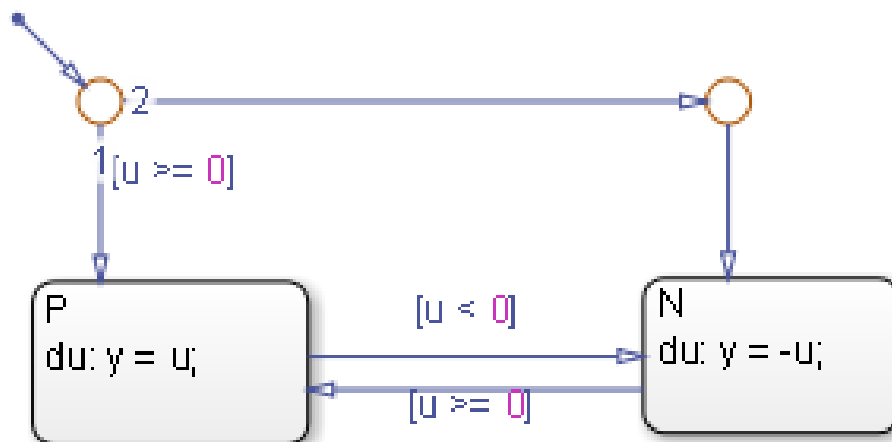 2
1
[u >= 0]
P
du: y = u;
[u < 0]
[u >= 0]
N
du: y = -u;